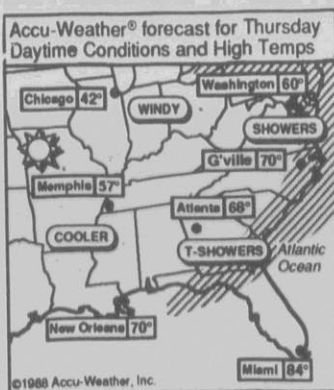 Accu-Weather® forecast for Thursday
Daytime Conditions and High Temps
Washington 60°
Chicago 42°
WINDY
SHOWERS
G'ville 70°
Memphis 57°
Atlanta 68°
COOLER
T-SHOWERS
Atlantic
Ocean
New Orleans 70°
Miami 84°
©1988 Accu-Weather, Inc.